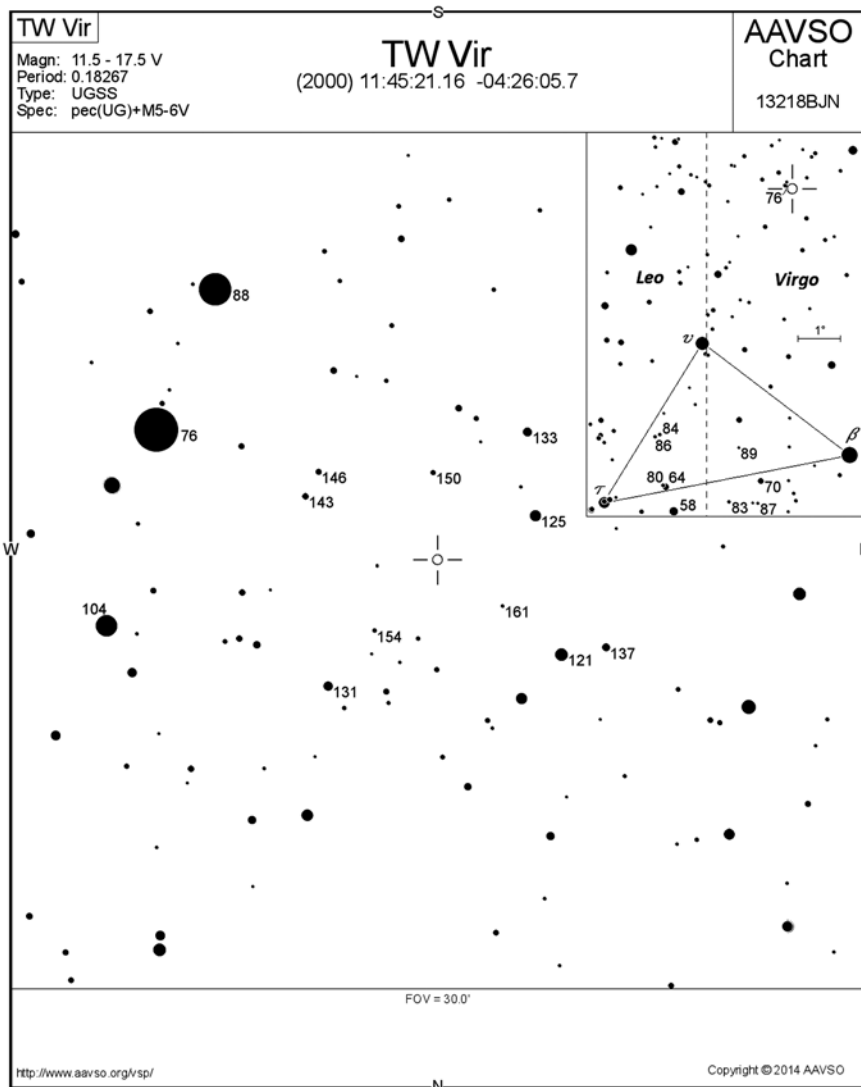 S
TW Vir
Magn: 11.5 - 17.5 V
Period: 0.18267
Type: UGSS
Spec: pec(UG)+M5-6V
TW Vir
(2000) 11:45:21.16 -04:26:05.7
AAVSO
Chart
13218BJN
76
Leo
Virgo
1°
υ
84
86
89
β
80 64
70
τ
58
83
87
88
76
133
146
150
143
125
W
161
104
154
121
137
131
FOV = 30.0'
http://www.aavso.org/vsp/
Copyright © 2014 AAVSO
N